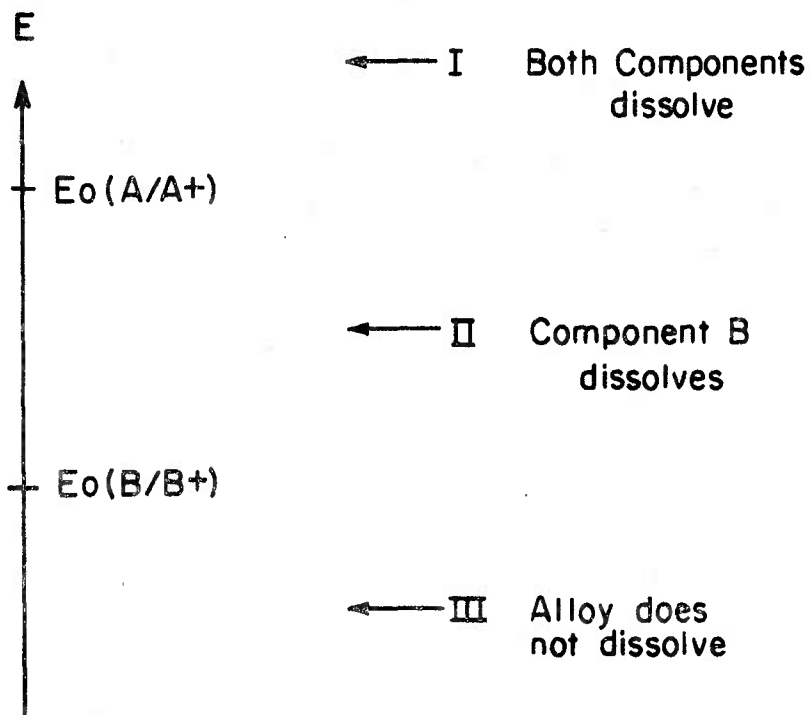 E
I Both Components
dissolve
Eo(A/A+)
II Component B
dissolves
Eo(B/B+)
III Alloy does
not dissolve